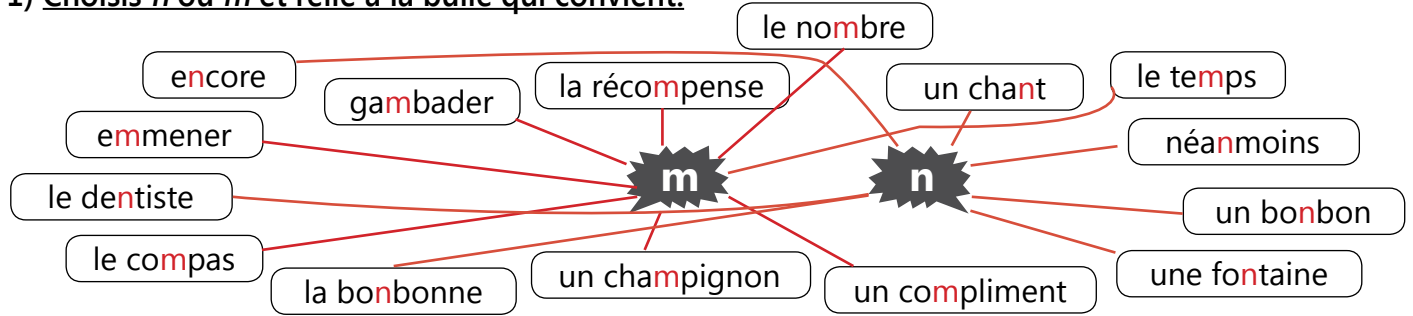 1) Choisis n ou m et relie à la bulle qui convient.
le nombre
encore
la récompense
un chant
le temps
gambader
emmener
néanmoins
m
n
le dentiste
un bonbon
le compas
un champignon
une fontaine
la bonbonne
un compliment